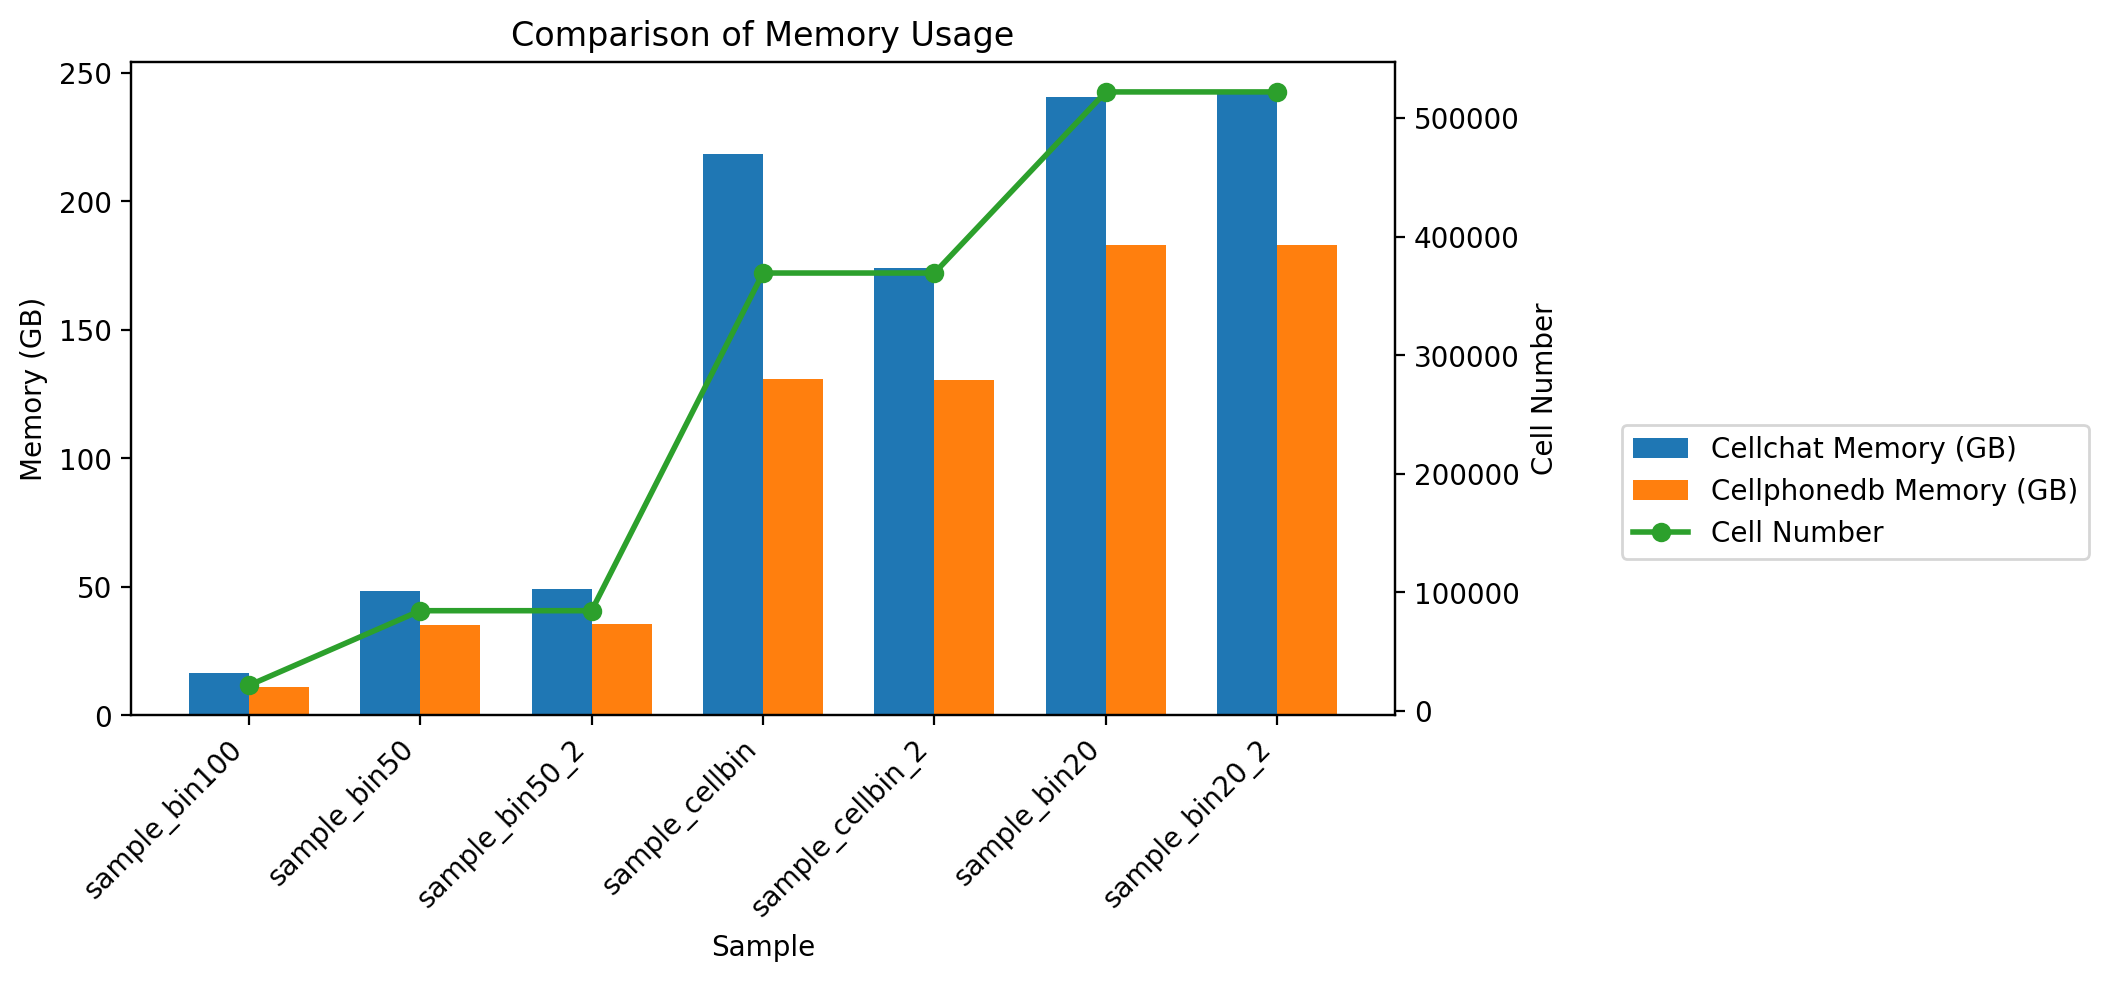 Comparison of Memory Usage
250
200
150
100
50
0
Memory (GB)
500000
400000
300000
200000
100000
0
Cell Number
sample_bin100
sample_bin50
sample_bin50_2
sample_cellbin
sample_cellbin_2
sample_bin20
sample_bin20_2
Sample
Cellchat Memory (GB)
Cellphonedb Memory (GB)
Cell Number